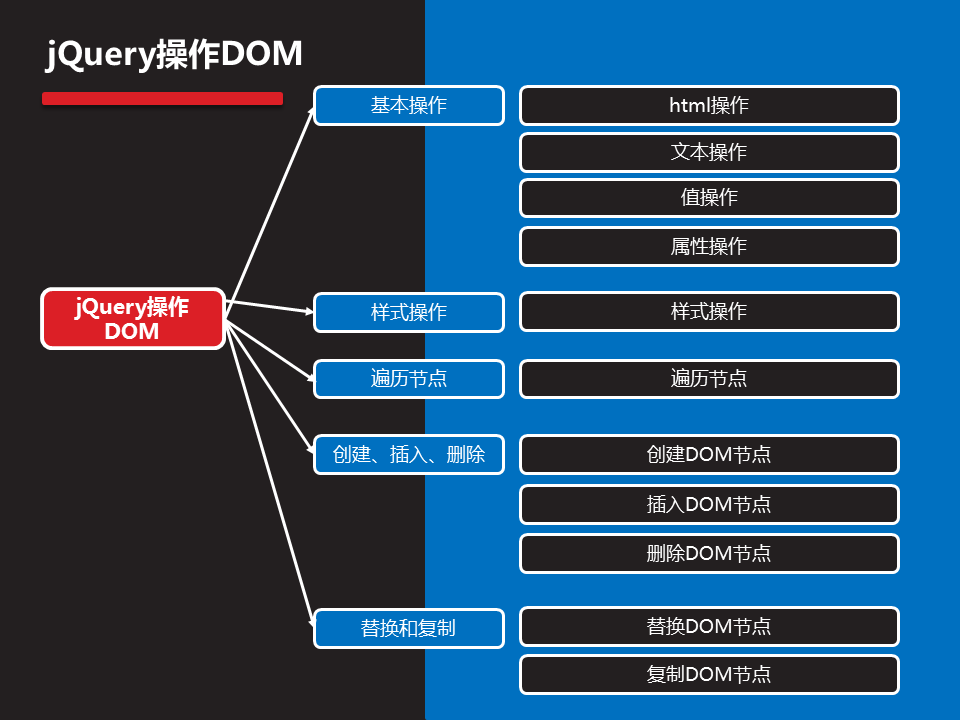 jQuery操作DOM
基本操作
html操作
文本操作
值操作
属性操作
jQuery操作
DOM
样式操作
样式操作
遍历节点
遍历节点
创建、插入、删除
创建DOM节点
插入DOM节点
删除DOM节点
替换和复制
替换DOM节点
复制DOM节点